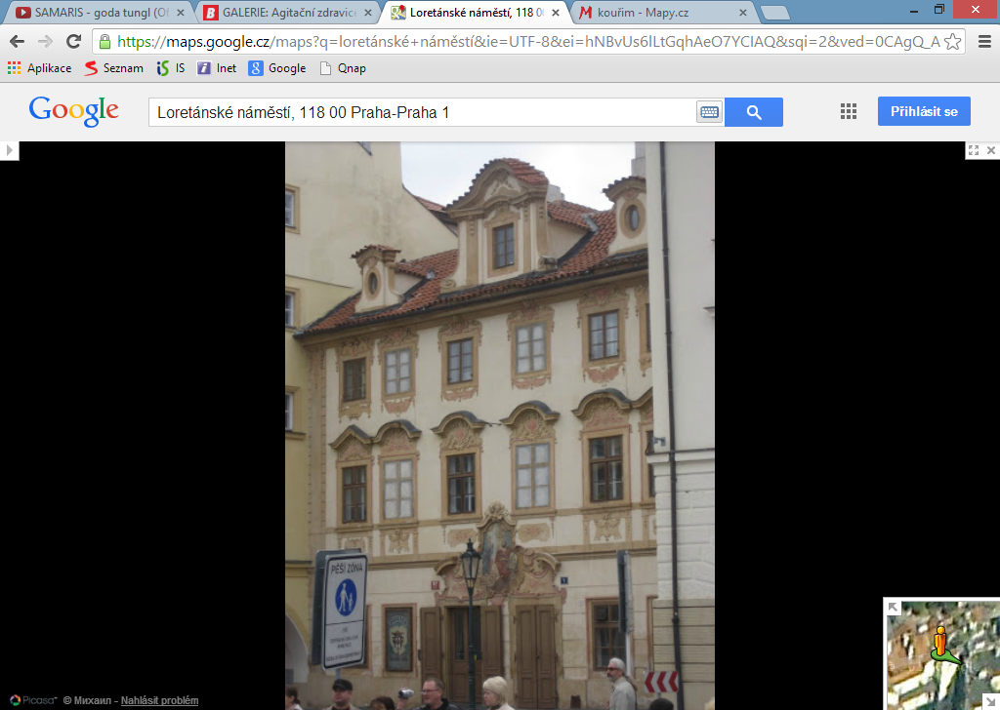 SAMARIS - goda tungl (Of
GALERIE: Agitační zdravice
Loretánské náměstí, 118 0
kouřim - Mapy.cz
https://maps.google.cz/maps?q=loretánské+náměstí&ie=UTF-8&ei=hNBvUs6lLtGqhAeO7YCIAQ&sqi=2&ved=0CAgQ_A
Aplikace Seznam IS Inet Google Qnap
Google Loretánské náměstí, 118 00 Praha-Praha 1 Přihlásit se
PĚŠÍ ZÓNA
Picasa™ © Михаил - Nahlásit problém